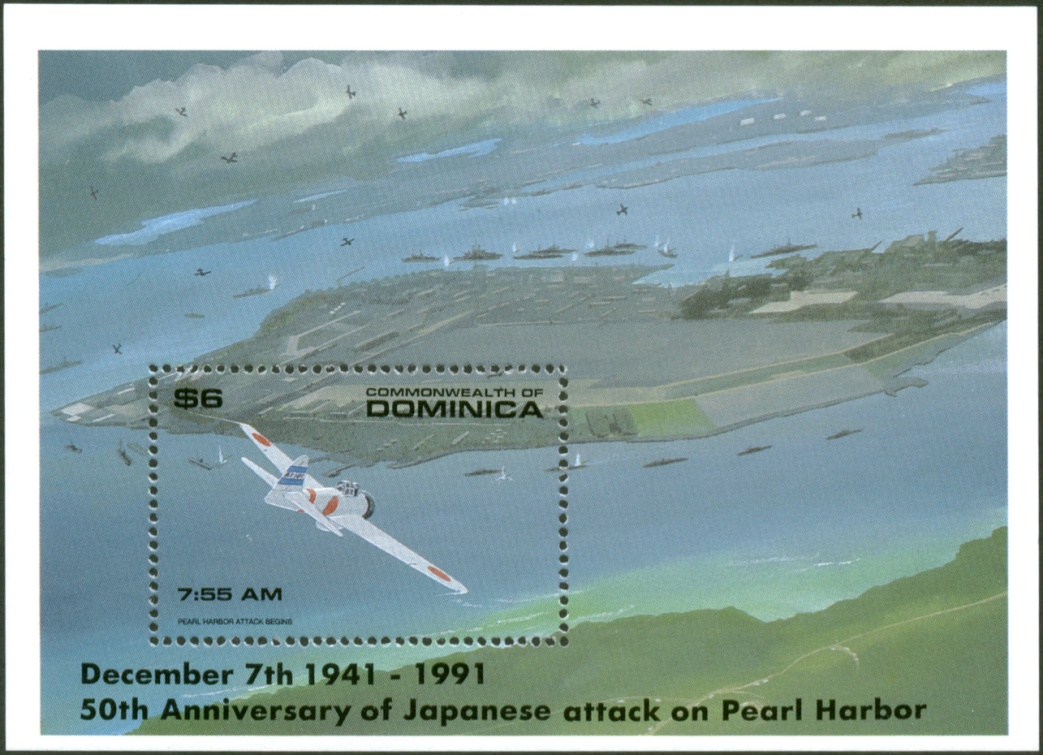 $6
COMMONWEALTH OF
DOMINICA
7:55 AM
PEARL HARBOR ATTACK BEGINS
December 7th 1941 - 1991
50th Anniversary of Japanese attack on Pearl Harbor